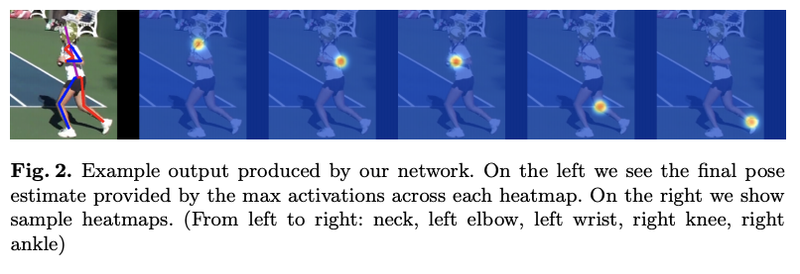 Fig. 2. Example output produced by our network. On the left we see the final pose
estimate provided by the max activations across each heatmap. On the right we show
sample heatmaps. (From left to right: neck, left elbow, left wrist, right knee, right
ankle)